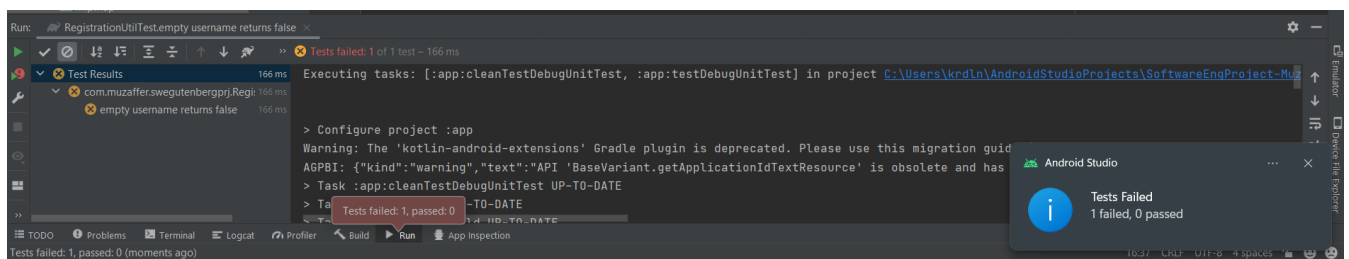 Run: RegistrationUtilTest.empty username returns false ×
Tests failed: 1 of 1 test – 166 ms
Test Results 166 ms
com.muzaffer.swegutenbergprj.Regi: 166 ms
empty username returns false 166 ms
Executing tasks: [:app:cleanTestDebugUnitTest, :app:testDebugUnitTest] in project C:\Users\krdln\AndroidStudioProjects\SoftwareEngProject-Muz
> Configure project :app
Warning: The 'kotlin-android-extensions' Gradle plugin is deprecated. Please use this migration guid
AGPBI: {"kind":"warning","text":"API 'BaseVariant.getApplicationIdTextResource' is obsolete and has
> Task :app:cleanTestDebugUnitTest UP-TO-DATE
> Ta -TO-DATE
Tests failed: 1, passed: 0
UP-TO-DATE
Android Studio
Tests Failed
1 failed, 0 passed
Emulator
Device File Explorer
TODO Problems Terminal Logcat Profiler Build Run App Inspection
Tests failed: 1, passed: 0 (moments ago)
16:37 CRLF UTF-8 4 spaces